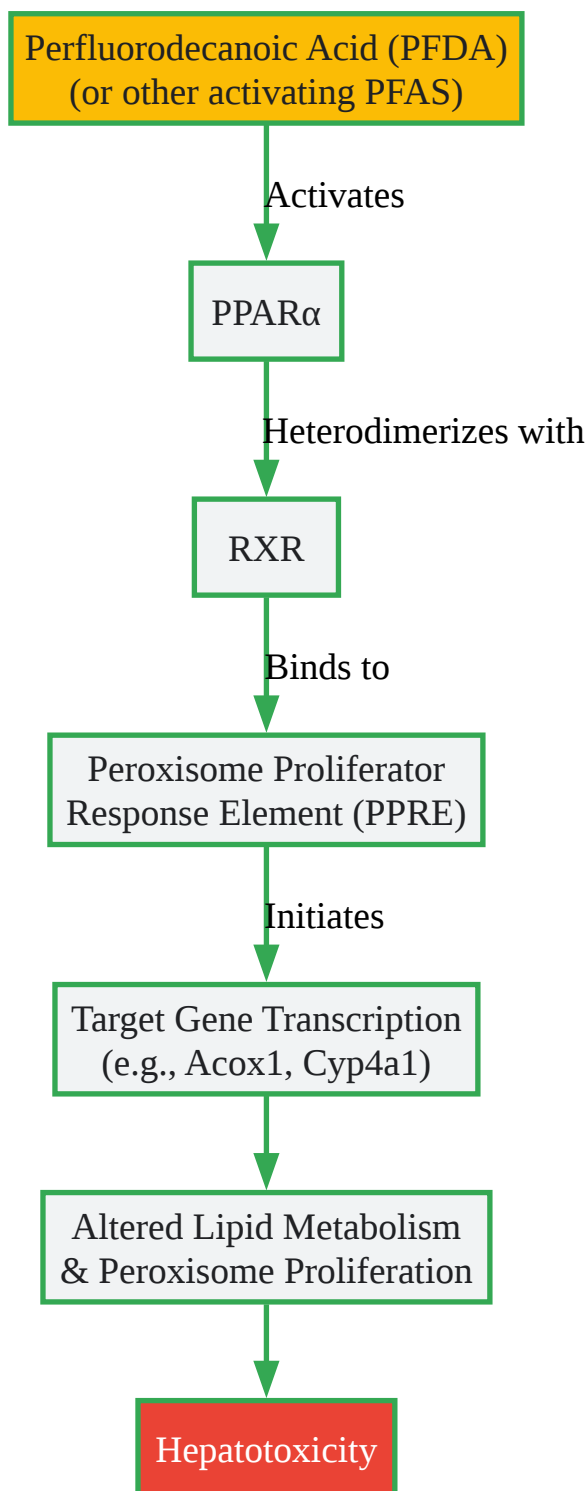 Perfluorodecanoic Acid (PFDA)
(or other activating PFAS)
Activates
PPARα
Heterodimerizes with
RXR
Binds to
Peroxisome Proliferator
Response Element (PPRE)
Initiates
Target Gene Transcription
(e.g., Acox1, Cyp4a1)
Altered Lipid Metabolism
& Peroxisome Proliferation
Hepatotoxicity